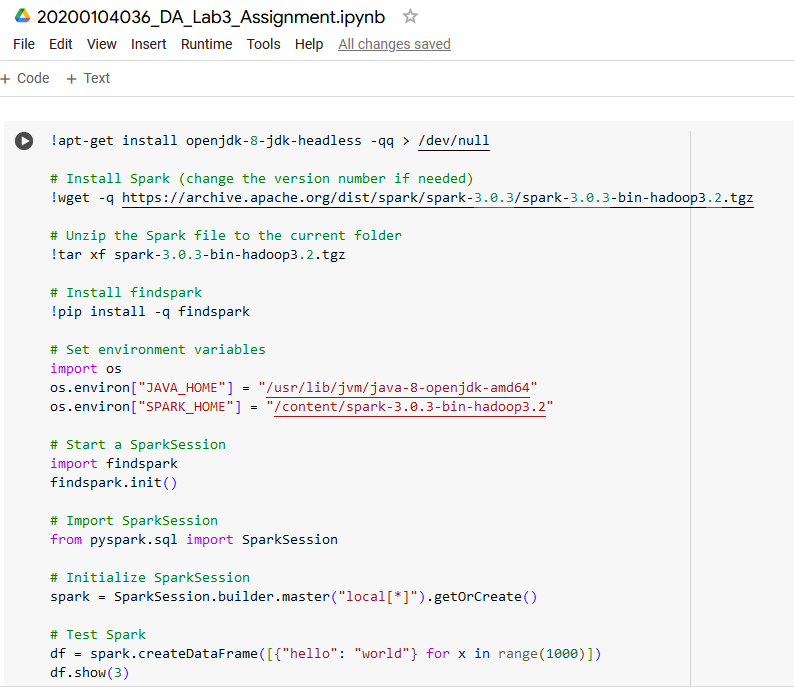 20200104036_DA_Lab3_Assignment.ipynb
File Edit View Insert Runtime Tools Help All changes saved
+ Code + Text
!apt-get install openjdk-8-jdk-headless -qq > /dev/null
# Install Spark (change the version number if needed)
!wget -q https://archive.apache.org/dist/spark/spark-3.0.3/spark-3.0.3-bin-hadoop3.2.tgz
# Unzip the Spark file to the current folder
!tar xf spark-3.0.3-bin-hadoop3.2.tgz
# Install findspark
!pip install -q findspark
# Set environment variables
import os
os.environ["JAVA_HOME"] = "/usr/lib/jvm/java-8-openjdk-amd64"
os.environ["SPARK_HOME"] = "/content/spark-3.0.3-bin-hadoop3.2"
# Start a SparkSession
import findspark
findspark.init()
# Import SparkSession
from pyspark.sql import SparkSession
# Initialize SparkSession
spark = SparkSession.builder.master("local[*]").getOrCreate()
# Test Spark
df = spark.createDataFrame([{"hello": "world"} for x in range(1000)])
df.show(3)